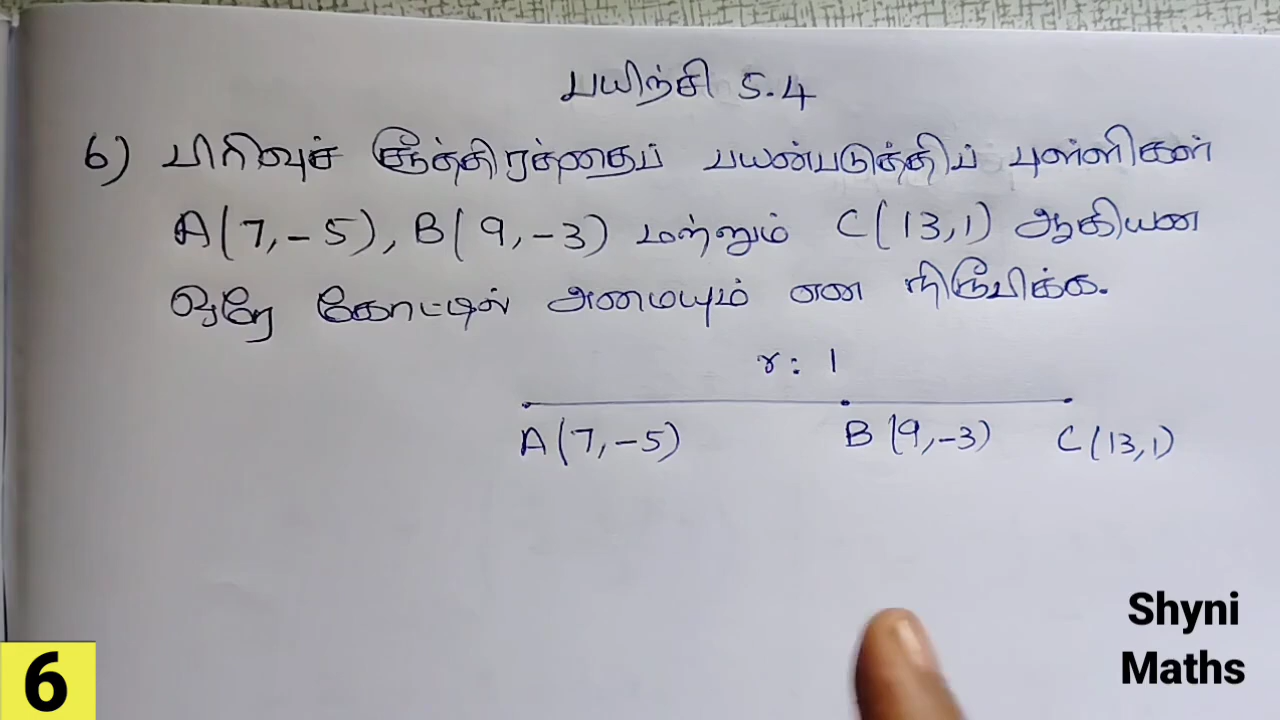 பயிற்சி 5.4
6) பிரிவுச் சூத்திரத்தைப் பயன்படுத்திப் புள்ளிகள்
A(7,-5), B(9,-3) மற்றும் C(13,1) ஆகியன
ஒரே கோட்டில் அமையும் என நிரூபிக்க.
r: 1
A(7,-5) B(9,-3) C(13,1)
Shyni
Maths
6